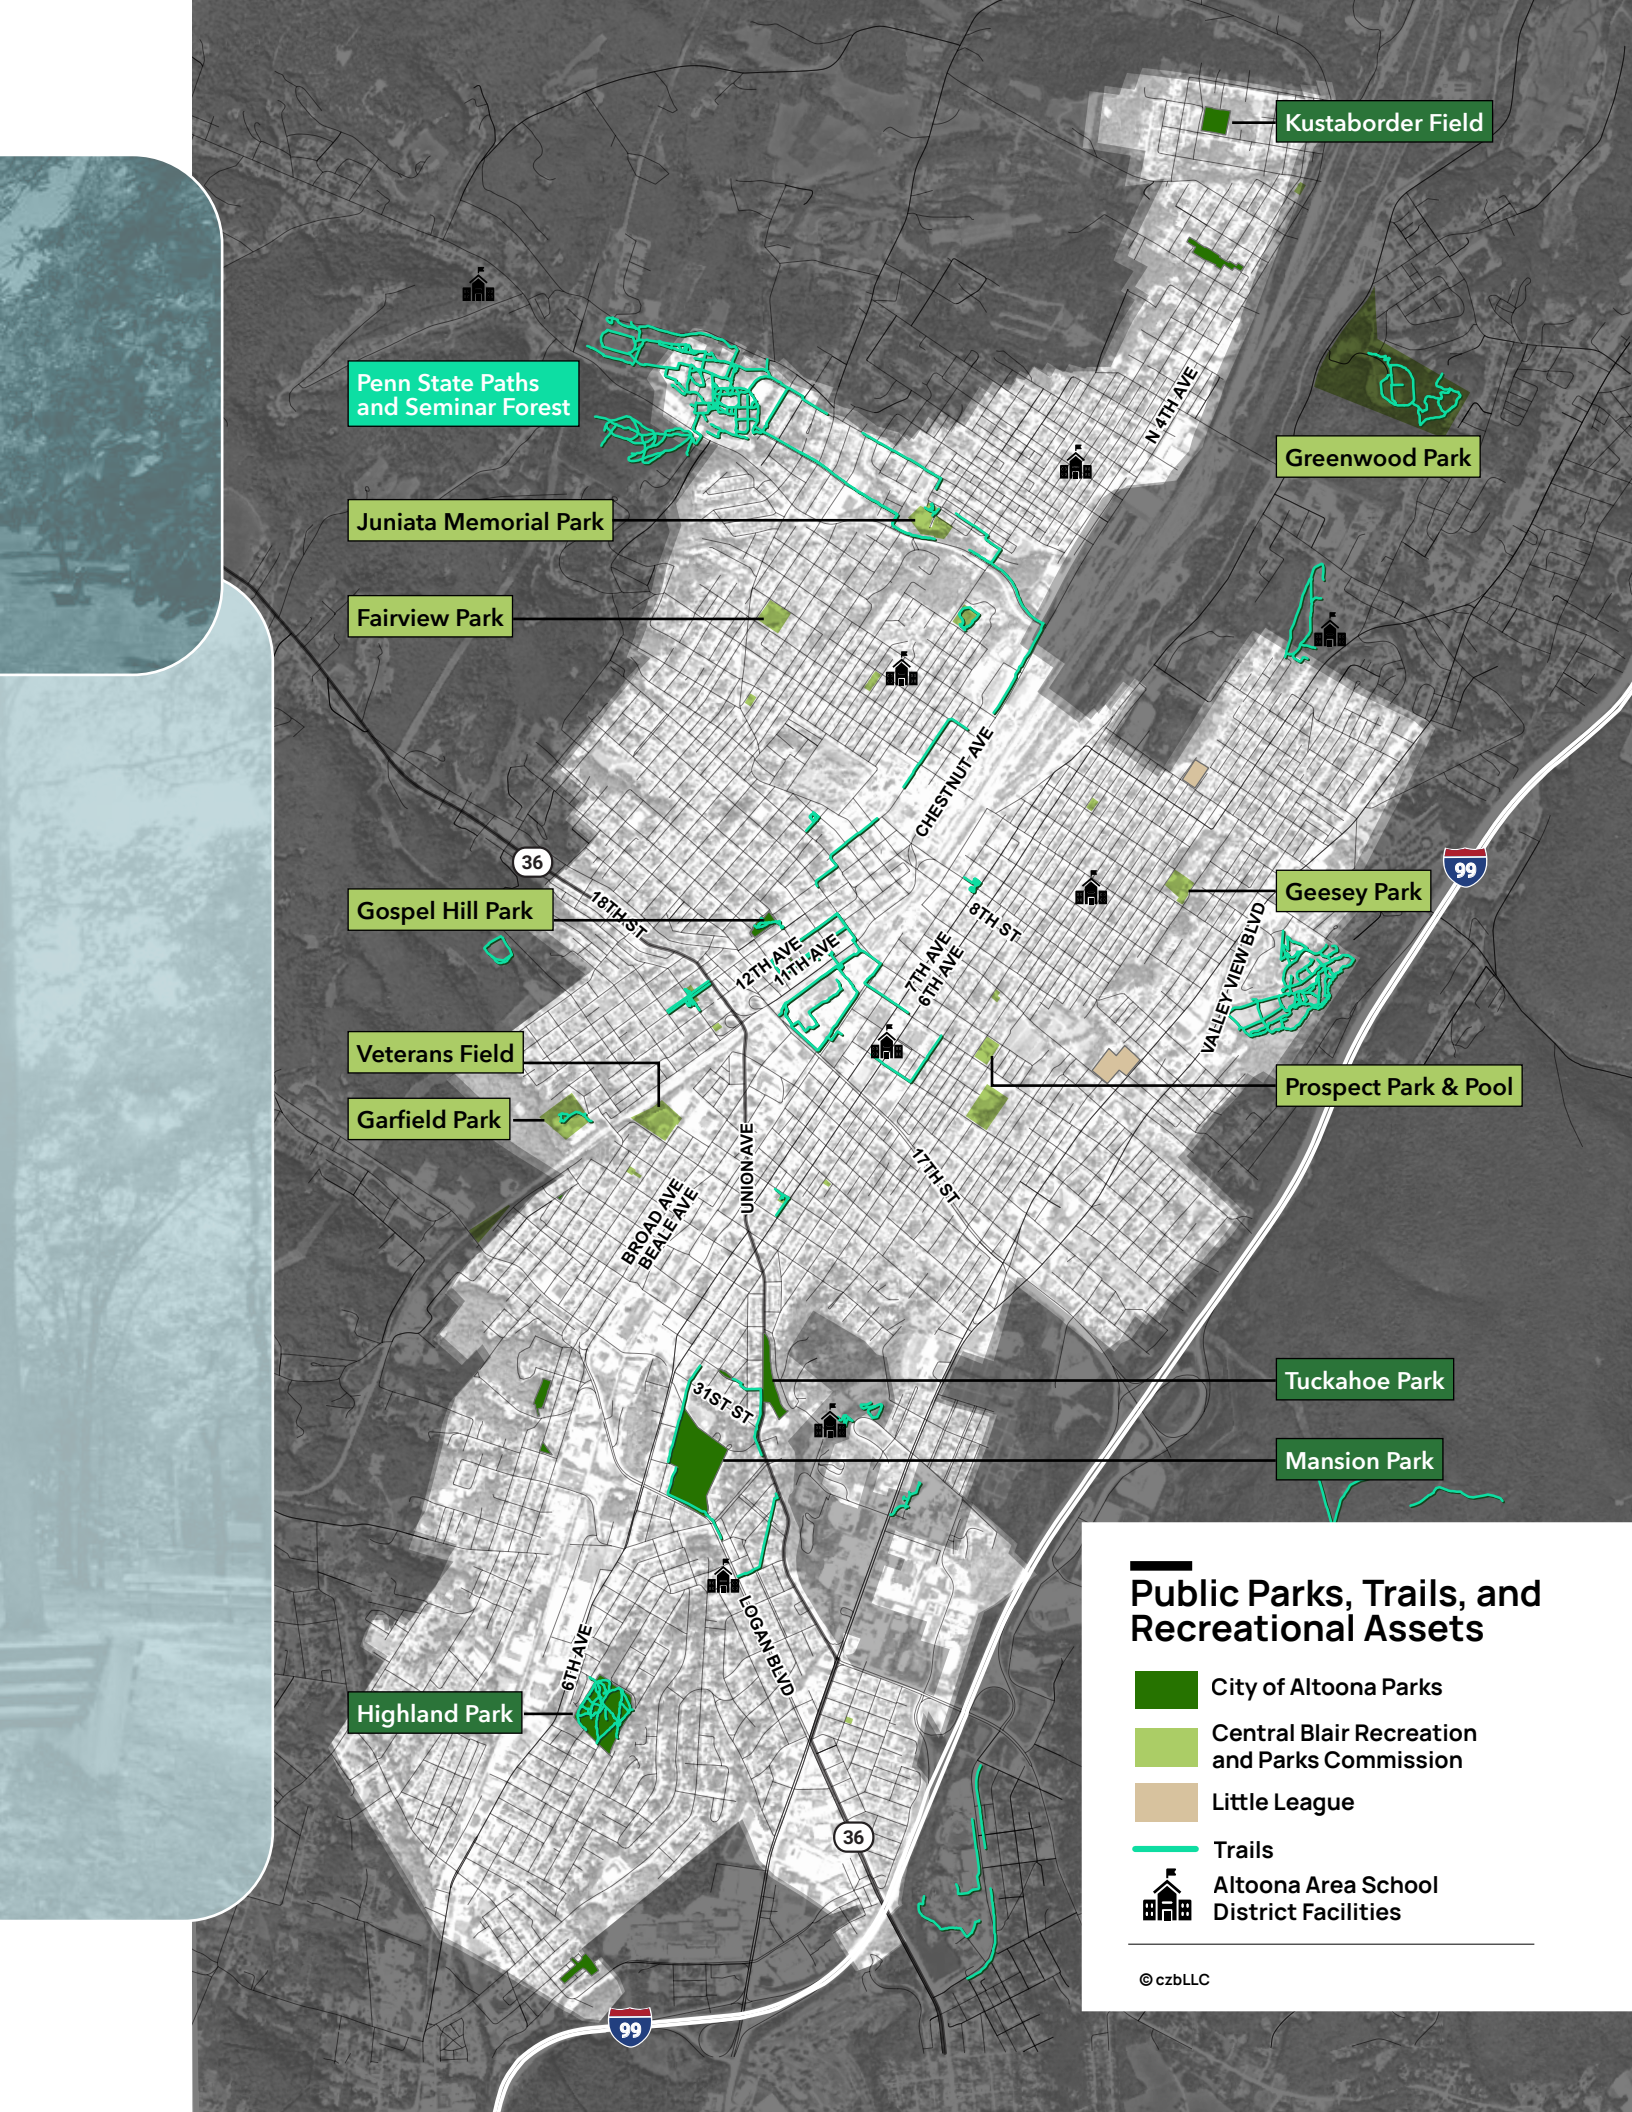 Kustaborder Field
Penn State Paths
and Seminar Forest
N 4TH AVE
Greenwood Park
Juniata Memorial Park
Fairview Park
CHESTNUT AVE
36
99
Gospel Hill Park
18TH ST
8TH ST
Geesey Park
12TH AVE
11TH AVE
7TH AVE
6TH AVE
VALLEY VIEW BLVD
Veterans Field
Prospect Park & Pool
Garfield Park
UNION AVE
17TH ST
BROAD AVE
BEALE AVE
Tuckahoe Park
31ST ST
Mansion Park
LOGAN BLVD
6TH AVE
Highland Park
36
99
Public Parks, Trails, and
Recreational Assets
City of Altoona Parks
Central Blair Recreation
and Parks Commission
Little League
Trails
Altoona Area School
District Facilities
© czbLLC